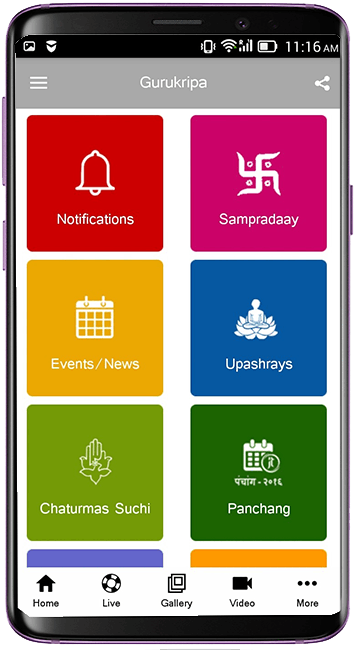 11:16 AM
Gurukripa
Notifications
Sampradaay
Events/News
Upashrays
Chaturmas Suchi
पंचांग - २०१६
Panchang
Home
Live
Gallery
Video
More